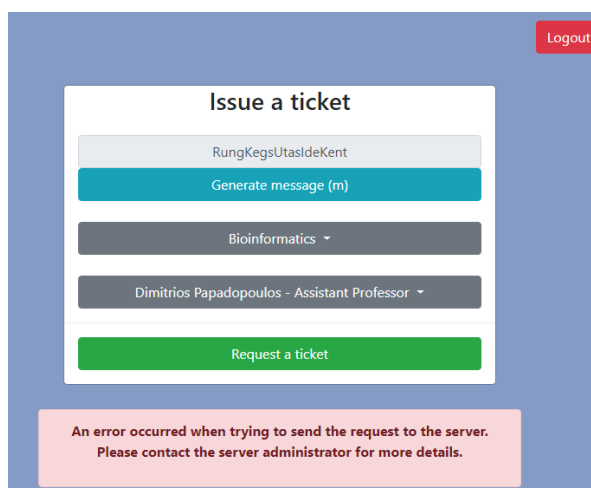 Logout
Issue a ticket
RungKegsUtasIdeKent
Generate message (m)
Bioinformatics
Dimitrios Papadopoulos - Assistant Professor
Request a ticket
An error occurred when trying to send the request to the server.
Please contact the server administrator for more details.